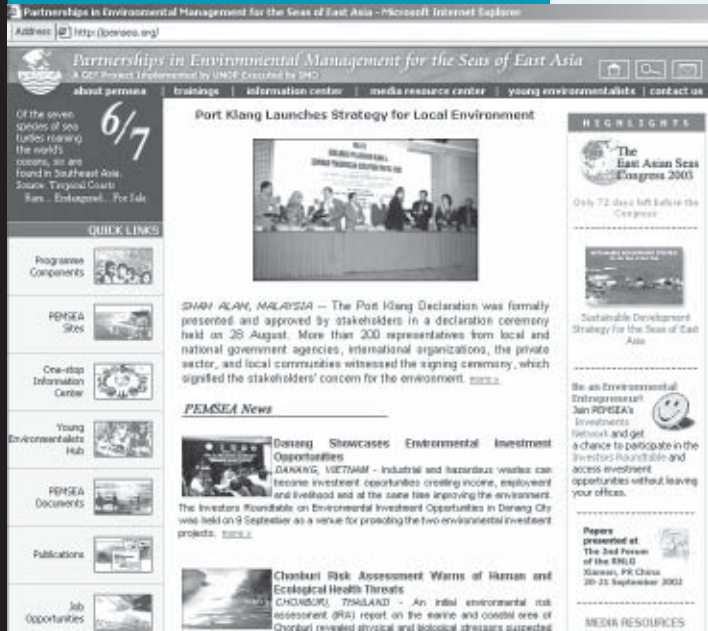 Partnerships in Environmental Management for the Seas of East Asia - Microsoft Internet Explorer
Address http://pemsea.org/
PEMSEA
Partnerships in Environmental Management for the Seas of East Asia
A GEF Project Implemented by UNDP Executed by IMO
about pemsea | trainings | information center | media resource center | young environmentalists | contact us
Of the seven
species of sea
turtles roaming
the world's
oceans, six are
found in Southeast Asia.
Source: Tropical Coasts
Rare... Endangered... For Sale
6/7
QUICK LINKS
Programme
Components
PEMSEA
Sites
One-stop
Information
Center
Young
Environmentalists
Hub
PEMSEA
Documents
Publications
Job
Opportunities
Port Klang Launches Strategy for Local Environment
SHAH ALAM, MALAYSIA -- The Port Klang Declaration was formally
presented and approved by stakeholders in a declaration ceremony
held on 28 August. More than 200 representatives from local and
national government agencies, international organizations, the private
sector, and local communities witnessed the signing ceremony, which
signified the stakeholders' concern for the environment. more »
PEMSEA News
Danang Showcases Environmental Investment
Opportunities
DANANG, VIETNAM - Industrial and hazardous wastes can
become investment opportunities creating income, employment
and livelihood and at the same time improving the environment.
The Investors Roundtable on Environmental Investment Opportunities in Danang City
was held on 9 September as a venue for promoting the two environmental investment
projects. more »
Chonburi Risk Assessment Warns of Human and
Ecological Health Threats
CHONBURI, THAILAND - An initial environmental risk
assessment (IRA) report on the marine and coastal area of
Chonburi revealed physical and biological stressors suspected
HIGHLIGHTS
The
East Asian Seas
Congress 2003
Only 72 days left before the
Congress
Sustainable Development
Strategy for the Seas of East
Asia
Be an Environmental
Entrepreneur!
Join PEMSEA's
Investments
Network and get
a chance to participate in the
Investors Roundtable and
access investment
opportunities without leaving
your offices.
Papers
presented at
The 2nd Forum
of the RNLG
Xiamen, PR China
20-21 September 2002
MEDIA RESOURCES